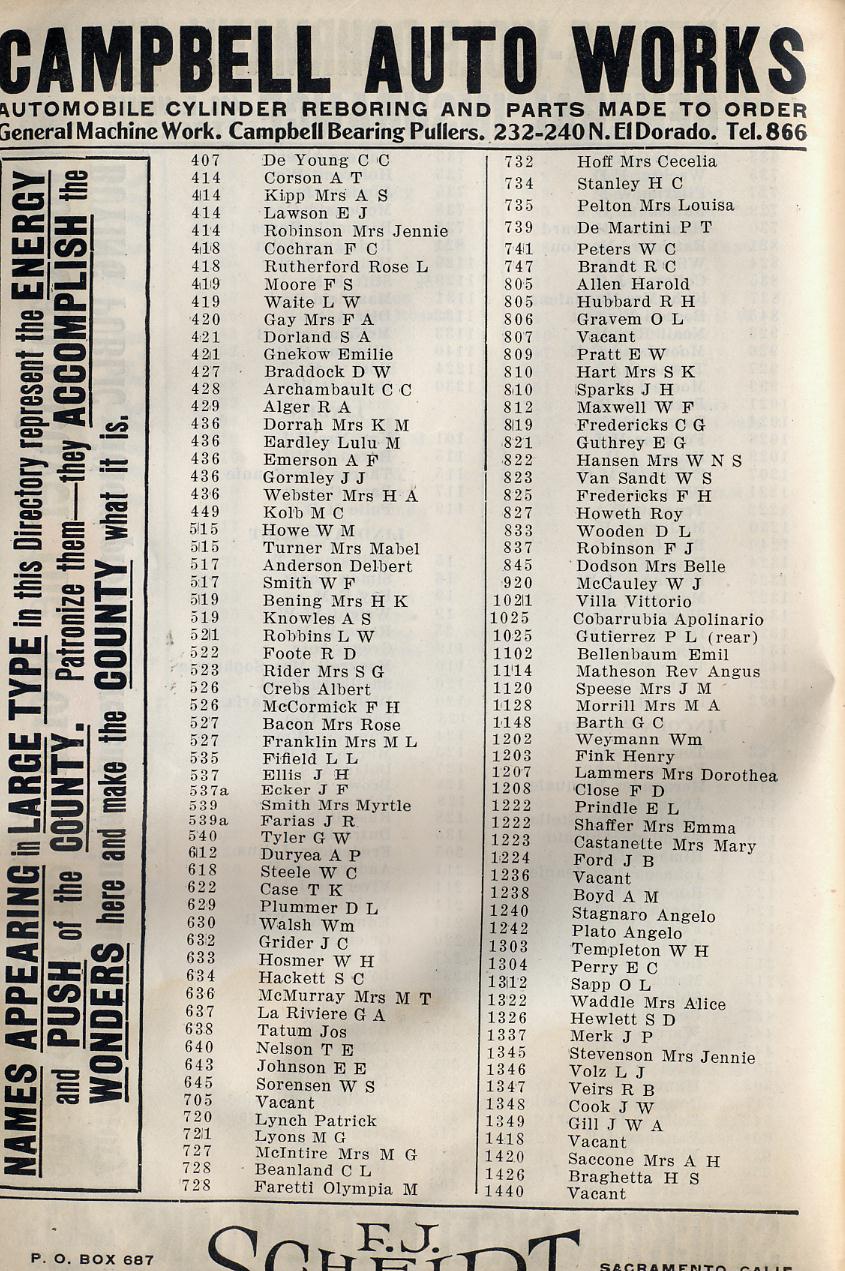 CAMPBELL AUTO WORKS
AUTOMOBILE CYLINDER REBORING AND PARTS MADE TO ORDER
General Machine Work. Campbell Bearing Pullers. 232-240 N. El Dorado. Tel. 866
NAMES APPEARING in LARGE TYPE in this Directory represent the ENERGY
and PUSH of the COUNTY. Patronize them—they ACCOMPLISH the
WONDERS here and make the COUNTY what it is.
407 De Young C C
414 Corson A T
414 Kipp Mrs A S
414 Lawson E J
414 Robinson Mrs Jennie
418 Cochran F C
418 Rutherford Rose L
419 Moore F S
419 Waite L W
420 Gay Mrs F A
421 Dorland S A
421 Gnekow Emilie
427 Braddock D W
428 Archambault C C
429 Alger R A
436 Dorrah Mrs K M
436 Eardley Lulu M
436 Emerson A F
436 Gormley J J
436 Webster Mrs H A
449 Kolb M C
515 Howe W M
515 Turner Mrs Mabel
517 Anderson Delbert
517 Smith W F
519 Bening Mrs H K
519 Knowles A S
521 Robbins L W
522 Foote R D
523 Rider Mrs S G
526 Crebs Albert
526 McCormick F H
527 Bacon Mrs Rose
527 Franklin Mrs M L
535 Fifield L L
537 Ellis J H
537a Ecker J F
539 Smith Mrs Myrtle
539a Farias J R
540 Tyler G W
612 Duryea A P
618 Steele W C
622 Case T K
629 Plummer D L
630 Walsh Wm
632 Grider J C
633 Hosmer W H
634 Hackett S C
636 McMurray Mrs M T
637 La Riviere G A
638 Tatum Jos
640 Nelson T E
643 Johnson E E
645 Sorensen W S
705 Vacant
720 Lynch Patrick
721 Lyons M G
727 McIntire Mrs M G
728 Beanland C L
728 Faretti Olympia M
732 Hoff Mrs Cecelia
734 Stanley H C
735 Pelton Mrs Louisa
739 De Martini P T
741 Peters W C
747 Brandt R C
805 Allen Harold
805 Hubbard R H
806 Gravem O L
807 Vacant
809 Pratt E W
810 Hart Mrs S K
810 Sparks J H
812 Maxwell W F
819 Fredericks C G
821 Guthrey E G
822 Hansen Mrs W N S
823 Van Sandt W S
825 Fredericks F H
827 Howeth Roy
833 Wooden D L
837 Robinson F J
845 Dodson Mrs Belle
920 McCauley W J
1021 Villa Vittorio
1025 Cobarrubia Apolinario
1025 Gutierrez P L (rear)
1102 Bellenbaum Emil
1114 Matheson Rev Angus
1120 Speese Mrs J M
1128 Morrill Mrs M A
1148 Barth G C
1202 Weymann Wm
1203 Fink Henry
1207 Lammers Mrs Dorothea
1208 Close F D
1222 Prindle E L
1222 Shaffer Mrs Emma
1223 Castanette Mrs Mary
1224 Ford J B
1236 Vacant
1238 Boyd A M
1240 Stagnaro Angelo
1242 Plato Angelo
1303 Templeton W H
1304 Perry E C
1312 Sapp O L
1322 Waddle Mrs Alice
1326 Hewlett S D
1337 Merk J P
1345 Stevenson Mrs Jennie
1346 Volz L J
1347 Veirs R B
1348 Cook J W
1349 Gill J W A
1418 Vacant
1420 Saccone Mrs A H
1426 Braghetta H S
1440 Vacant
F. J.
P. O. BOX 687 SCHEIDT SACRAMENTO, CALIF.